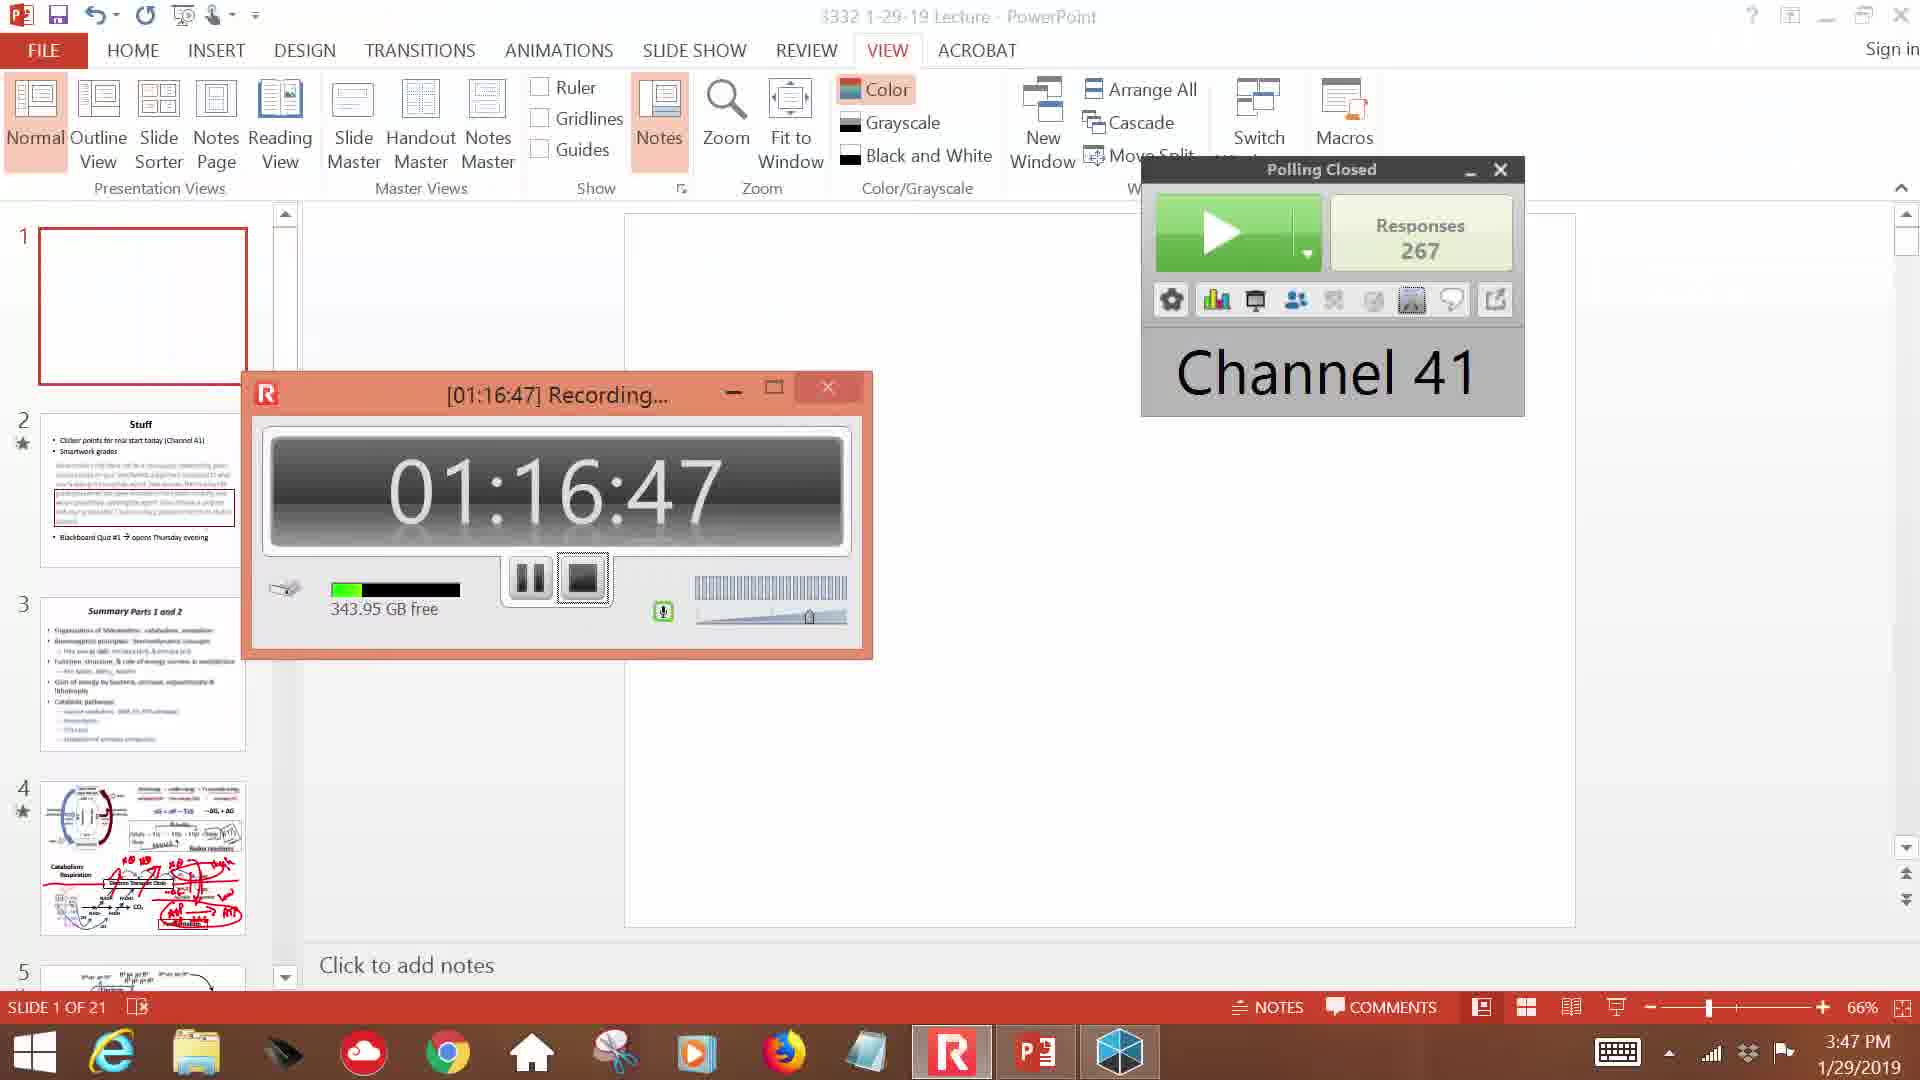 3332 1-29-19 Lecture - PowerPoint
FILE HOME INSERT DESIGN TRANSITIONS ANIMATIONS SLIDE SHOW REVIEW VIEW ACROBAT Sign in
Normal Outline View Slide Sorter Notes Page Reading View
Presentation Views
Slide Master Handout Master Notes Master
Master Views
Ruler
Gridlines
Guides
Show
Notes
Zoom Fit to Window
Zoom
Color
Grayscale
Black and White
Color/Grayscale
New Window
Arrange All
Cascade
Move Split
Switch
Macros
Polling Closed
Responses
267
Channel 41
1
2
Stuff
• Clicker points for real start today (Channel 41)
• Smartwork grades
• Blackboard Quiz #1 → opens Thursday evening
3
Summary Parts 1 and 2
4
Catabolism:
Respiration
Electron Transport Chain
5
[01:16:47] Recording...
01:16:47
343.95 GB free
Click to add notes
SLIDE 1 OF 21
NOTES COMMENTS 66%
3:47 PM
1/29/2019